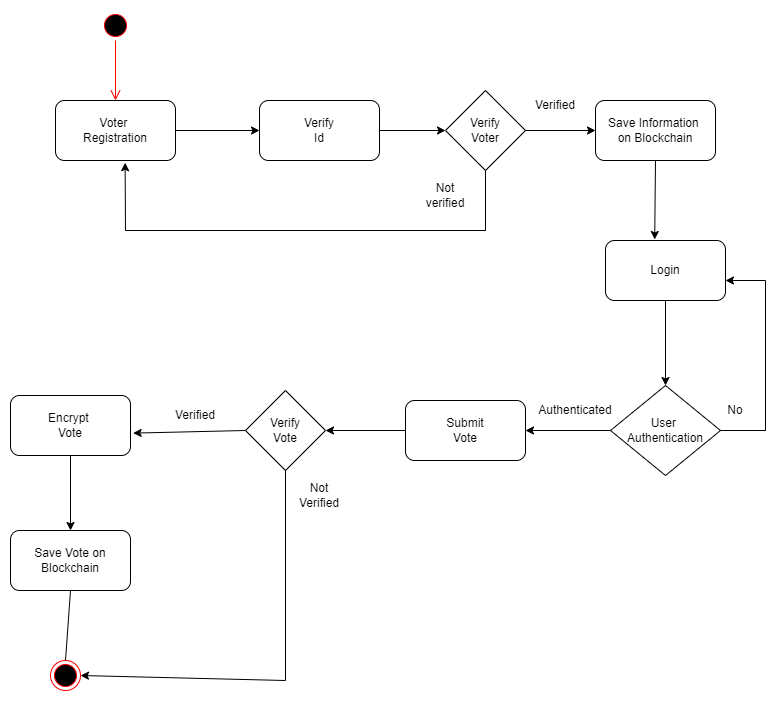 Voter
Registration
Verify
Id
Verify
Voter
Verified
Save Information
on Blockchain
Not
verified
Login
User
Authentication
No
Authenticated
Submit
Vote
Verify
Vote
Verified
Encrypt
Vote
Not
Verified
Save Vote on
Blockchain